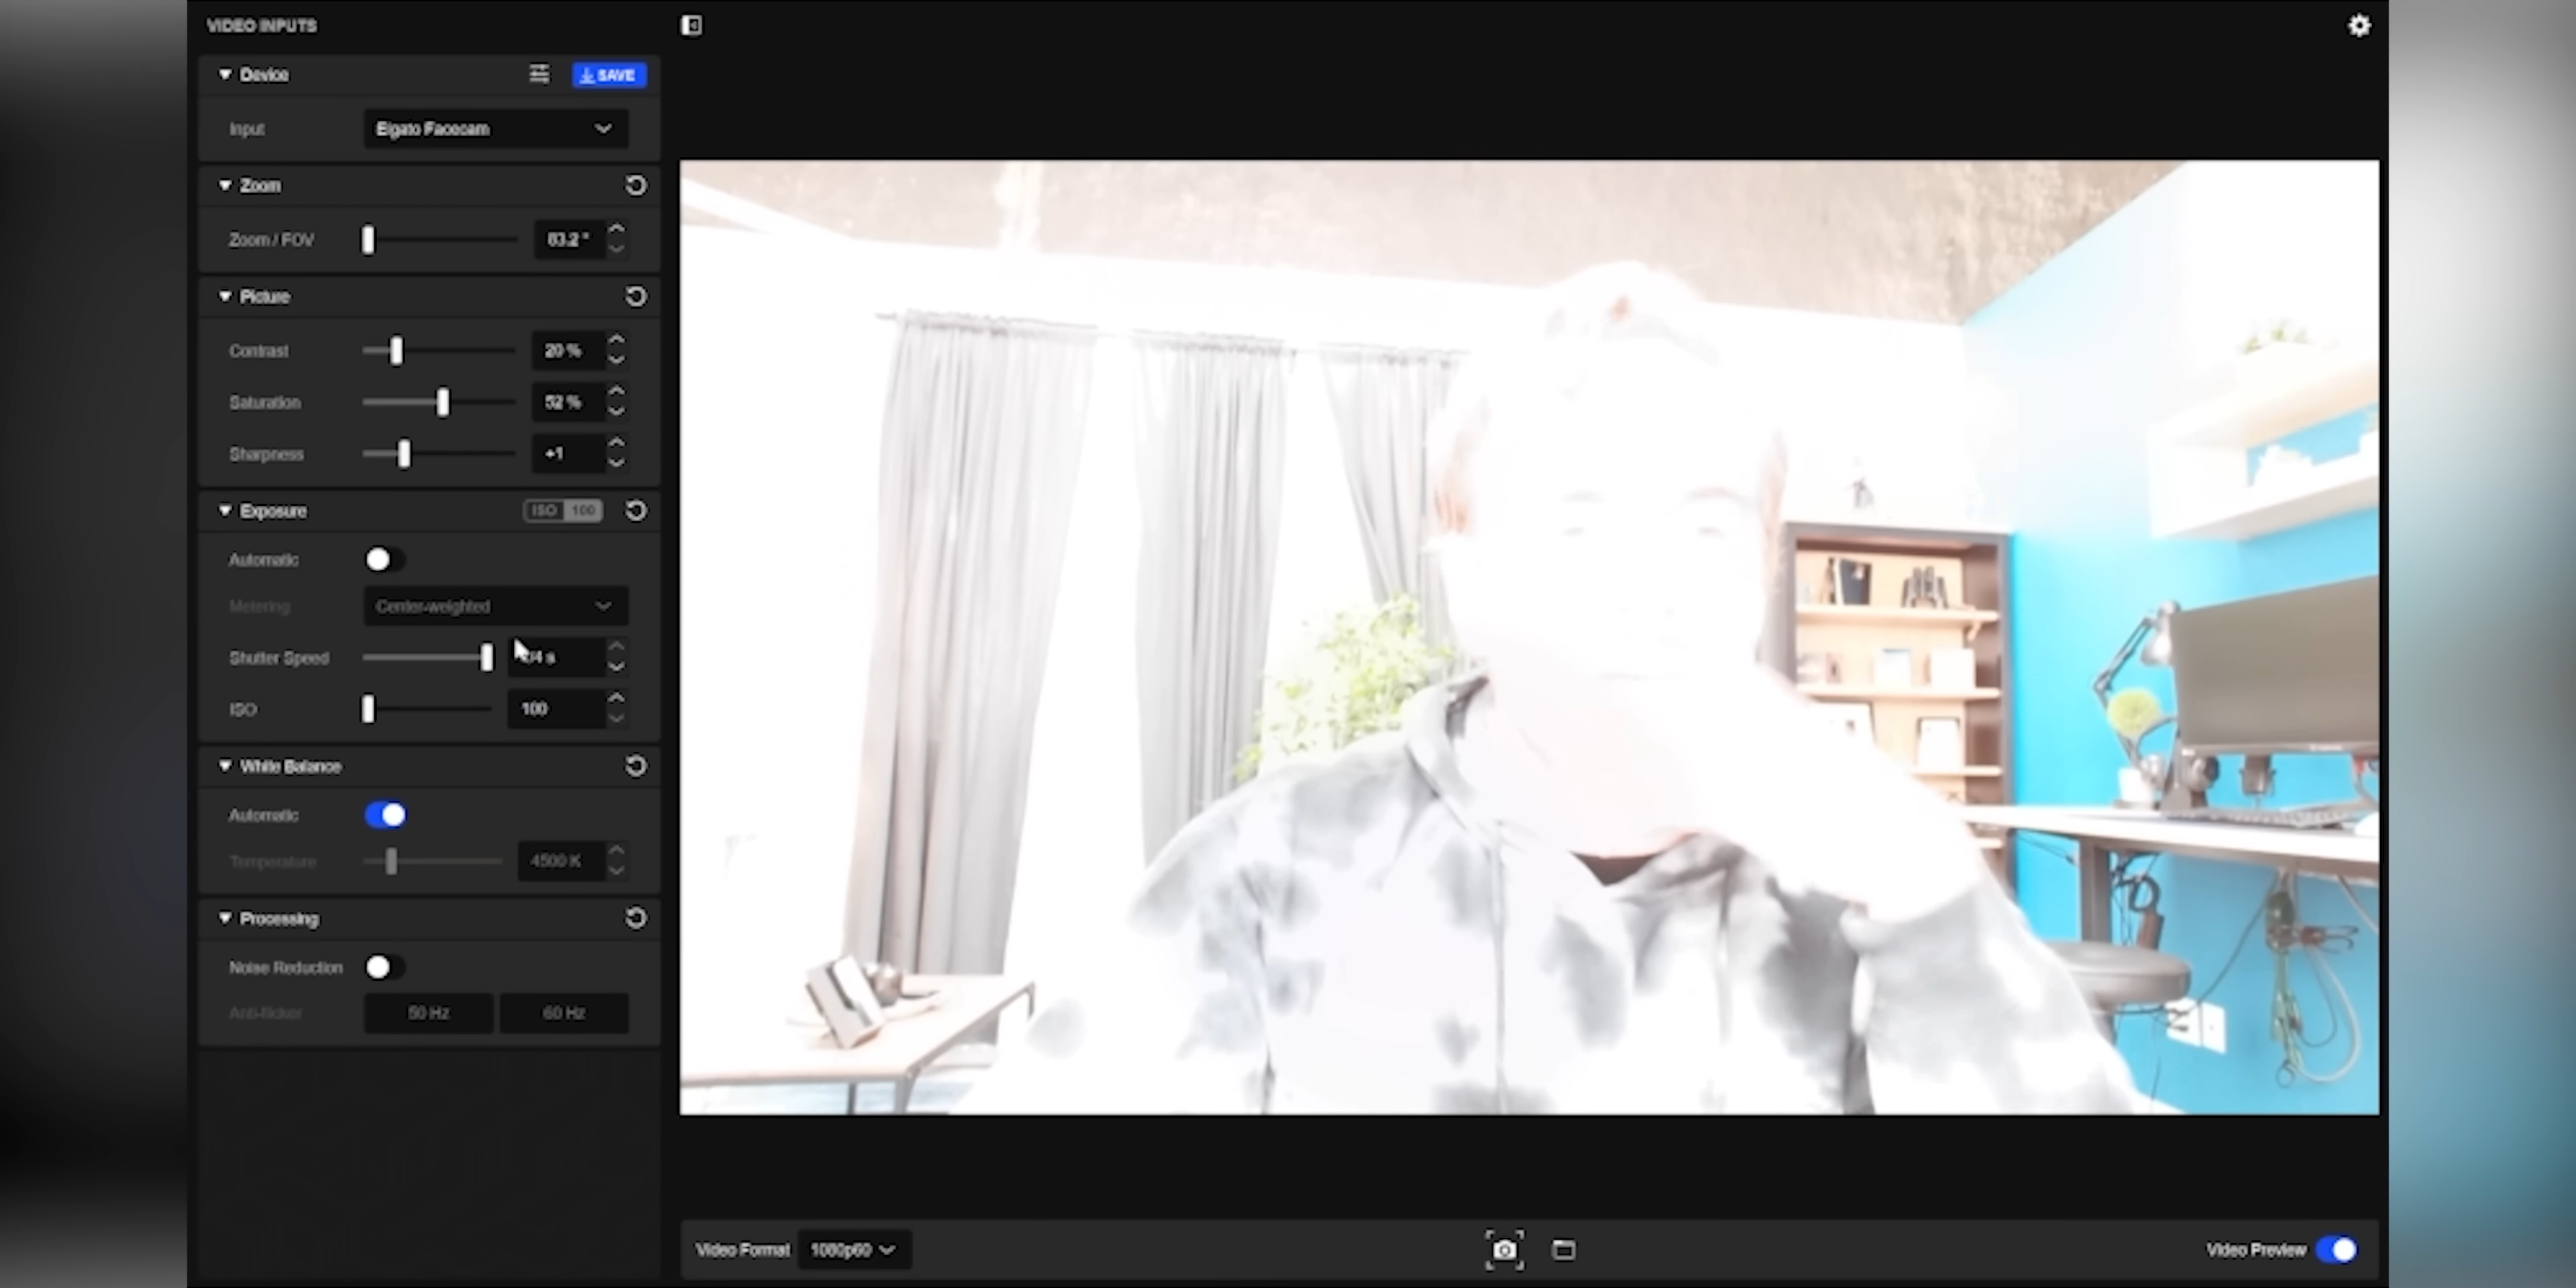 VIDEO INPUTS
Device
SAVE
Input
Elgato Facecam
Zoom
Zoom / FOV
Picture
Contrast
20 %
Saturation
52 %
Sharpness
+1
Exposure
ISO 100
Automatic
Metering
Center-weighted
Shutter Speed
ISO
100
White Balance
Automatic
Temperature
4500 K
Processing
Noise Reduction
Anti-flicker
50 Hz
60 Hz
Video Format
1080p60
Video Preview